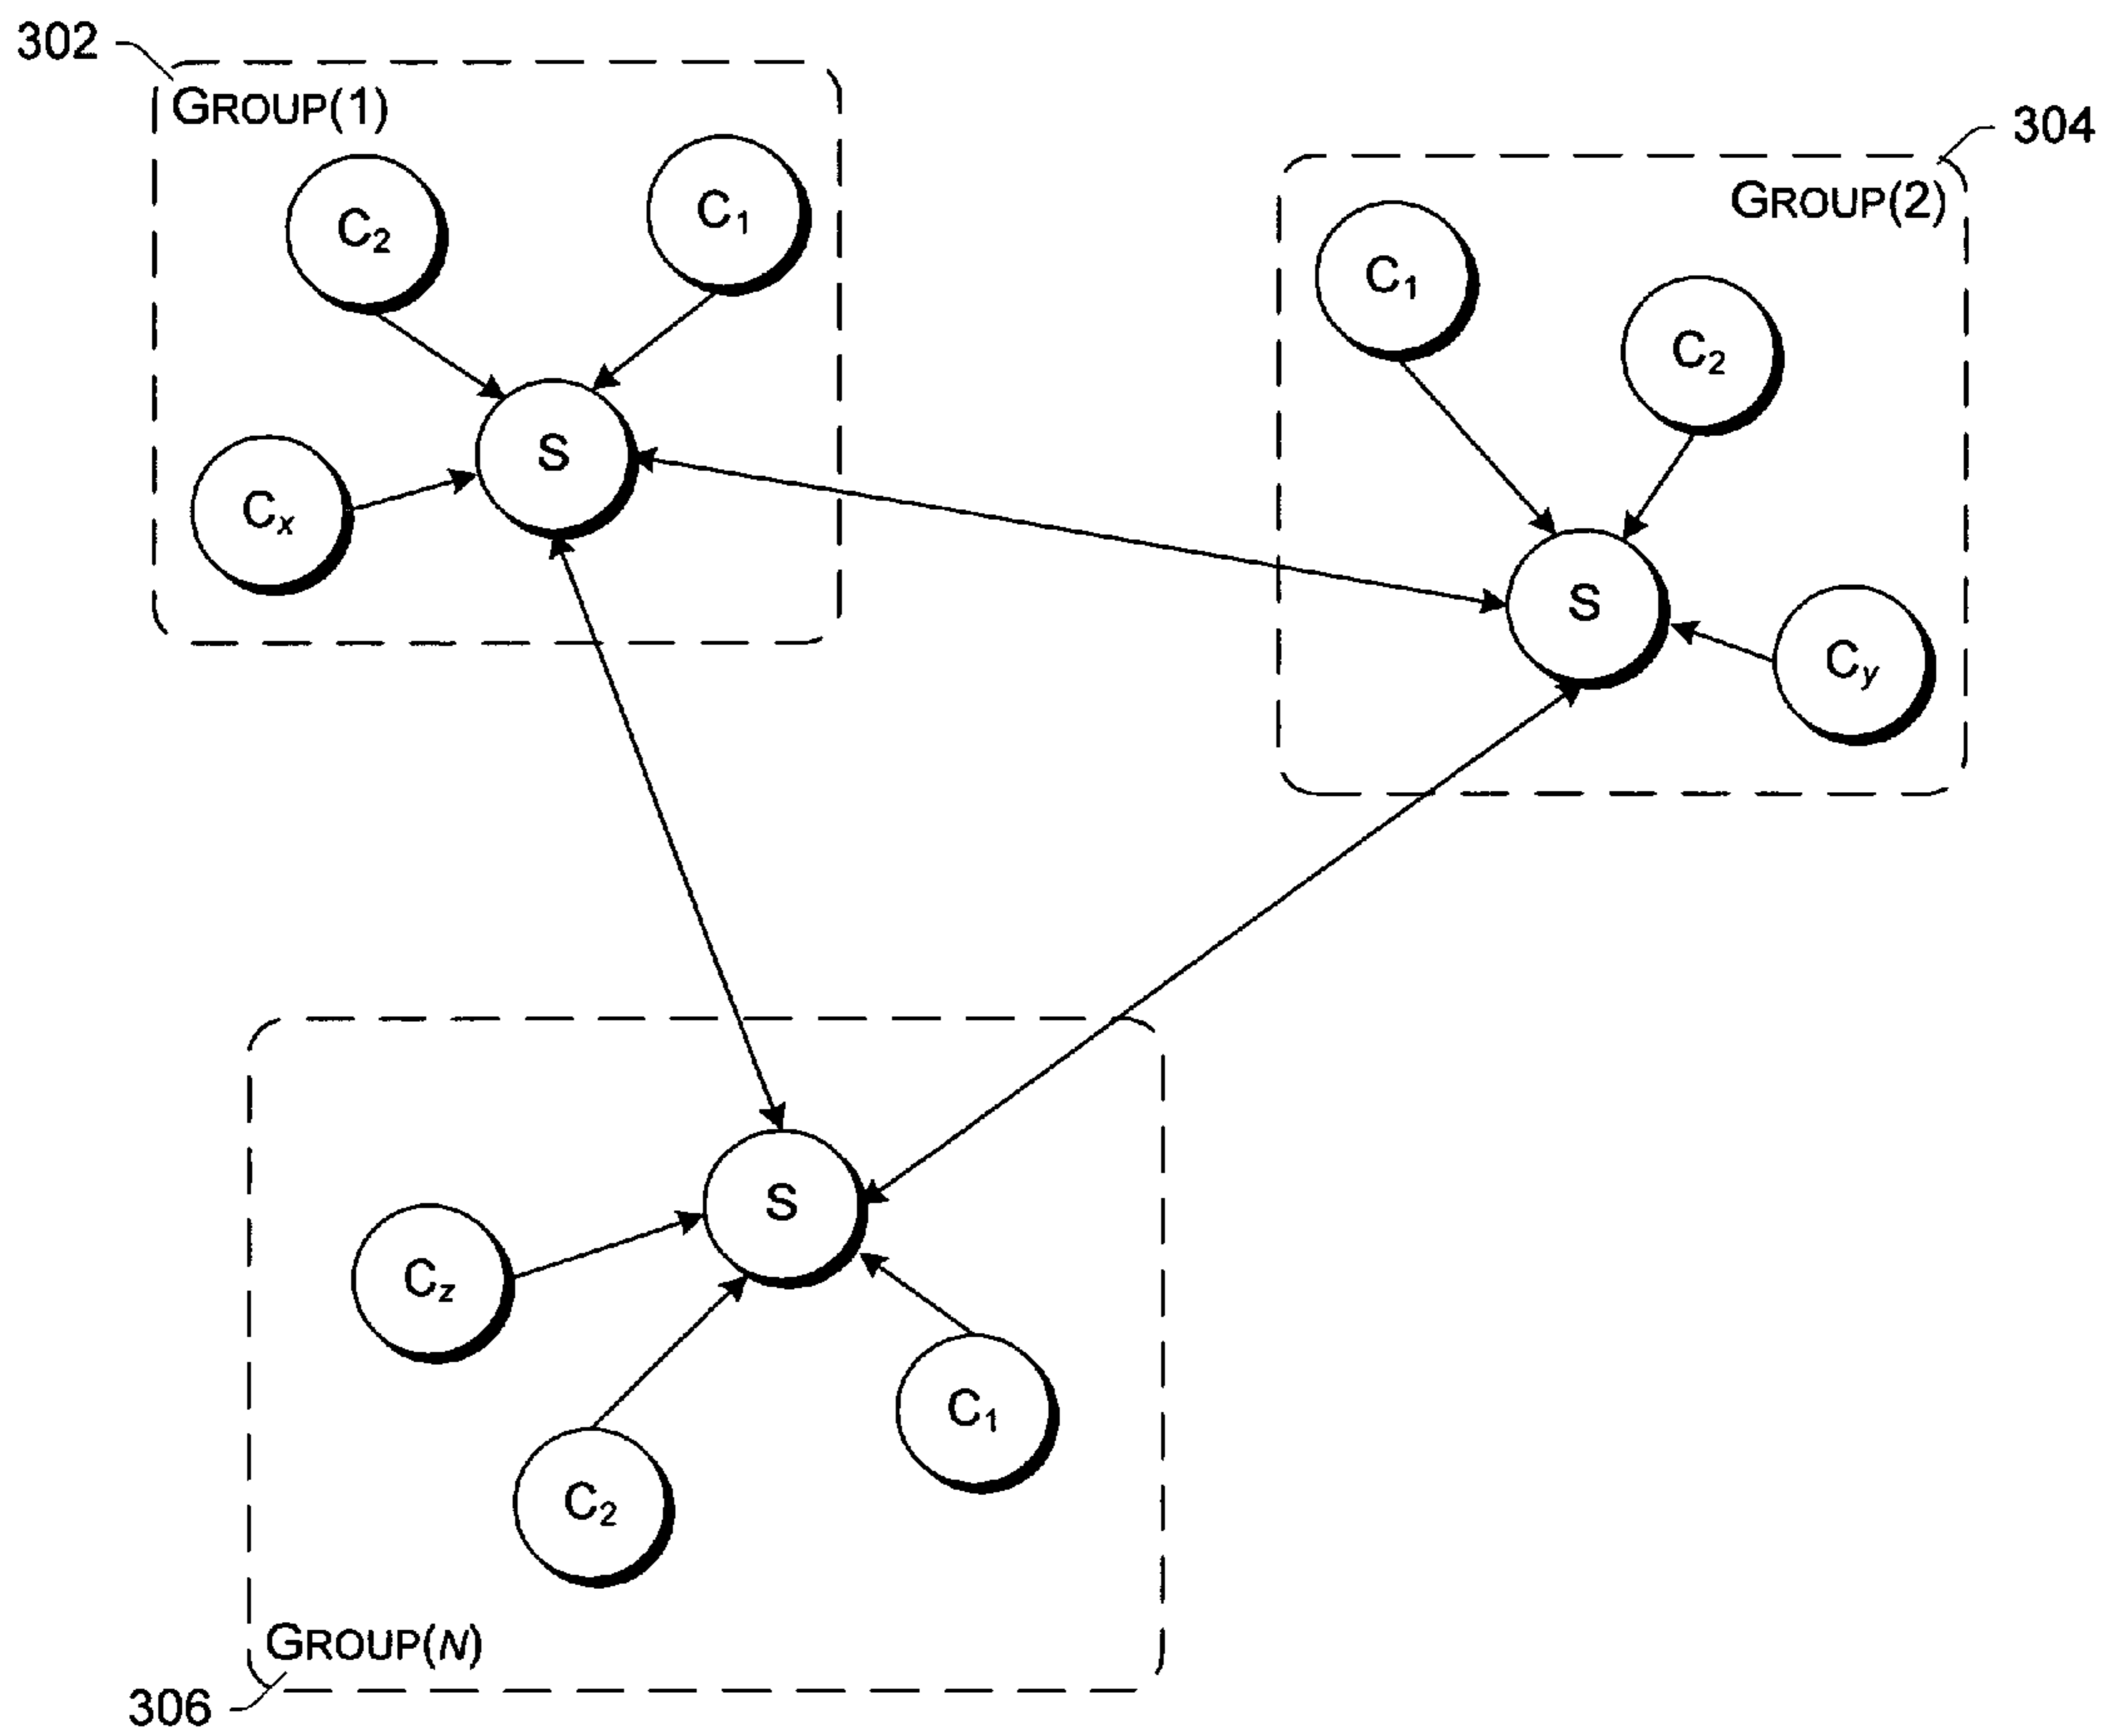 302
GROUP(1)
304
GROUP(2)
C2
C1
C1
C2
S
Cx
S
Cy
S
Cz
C1
C2
GROUP(N)
306